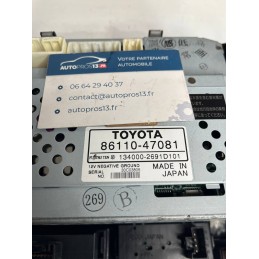 AUTOPROS13.FR
VOTRE PARTENAIRE
AUTOMOBILE
06 64 29 40 37
contact@autopros13.fr
autopros13.fr
TOYOTA
86110-47081
134000-2691D101
12V NEGATIVE GROUND
SERIAL
NO.
MADE IN
JAPAN
269
B